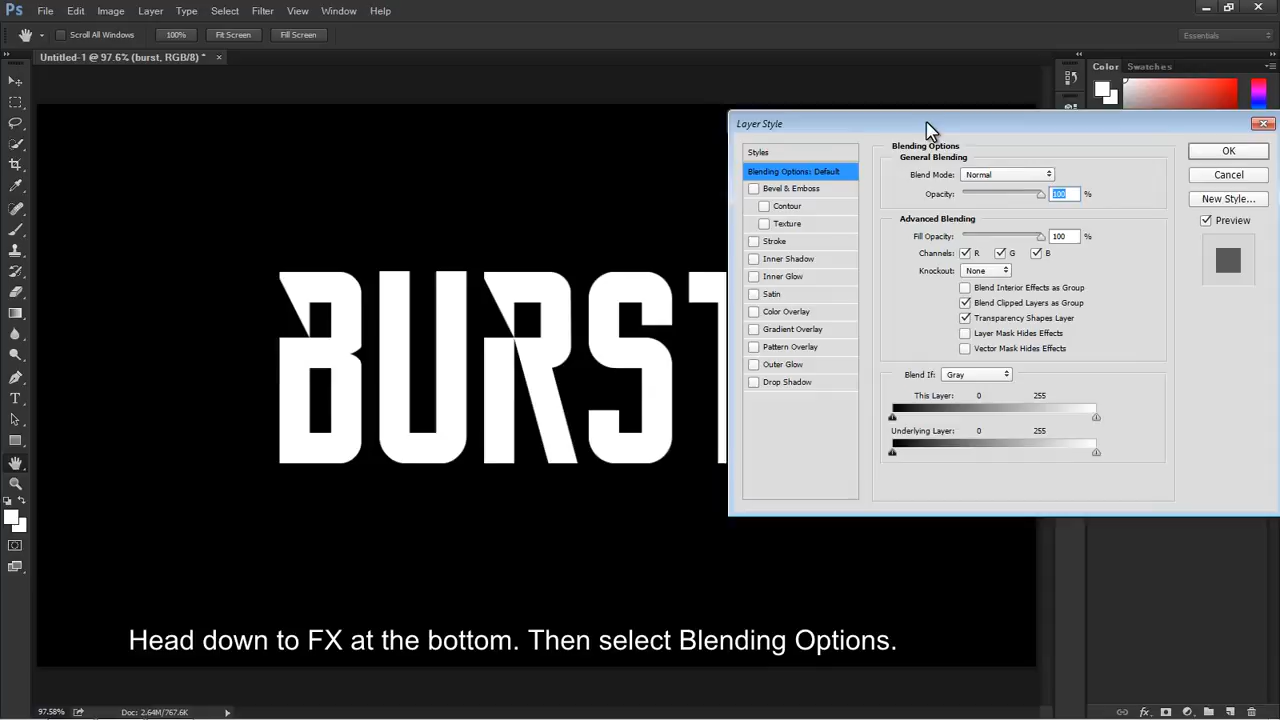 Ps File Edit Image Layer Type Select Filter View Window Help
Scroll All Windows 100% Fit Screen Fill Screen Essentials
Untitled-1 @ 97.6% (burst, RGB/8) * ×
Color Swatches
Layer Style
Styles
Blending Options: Default
Bevel & Emboss
Contour
Texture
Stroke
Inner Shadow
Inner Glow
Satin
Color Overlay
Gradient Overlay
Pattern Overlay
Outer Glow
Drop Shadow
Blending Options
General Blending
Blend Mode: Normal
Opacity: 100 %
Advanced Blending
Fill Opacity: 100 %
Channels: R G B
Knockout: None
Blend Interior Effects as Group
Blend Clipped Layers as Group
Transparency Shapes Layer
Layer Mask Hides Effects
Vector Mask Hides Effects
Blend If: Gray
This Layer: 0 255
Underlying Layer: 0 255
OK
Cancel
New Style...
Preview
BURST
Head down to FX at the bottom. Then select Blending Options.
97.58% Doc: 2.64M/767.6K
fx